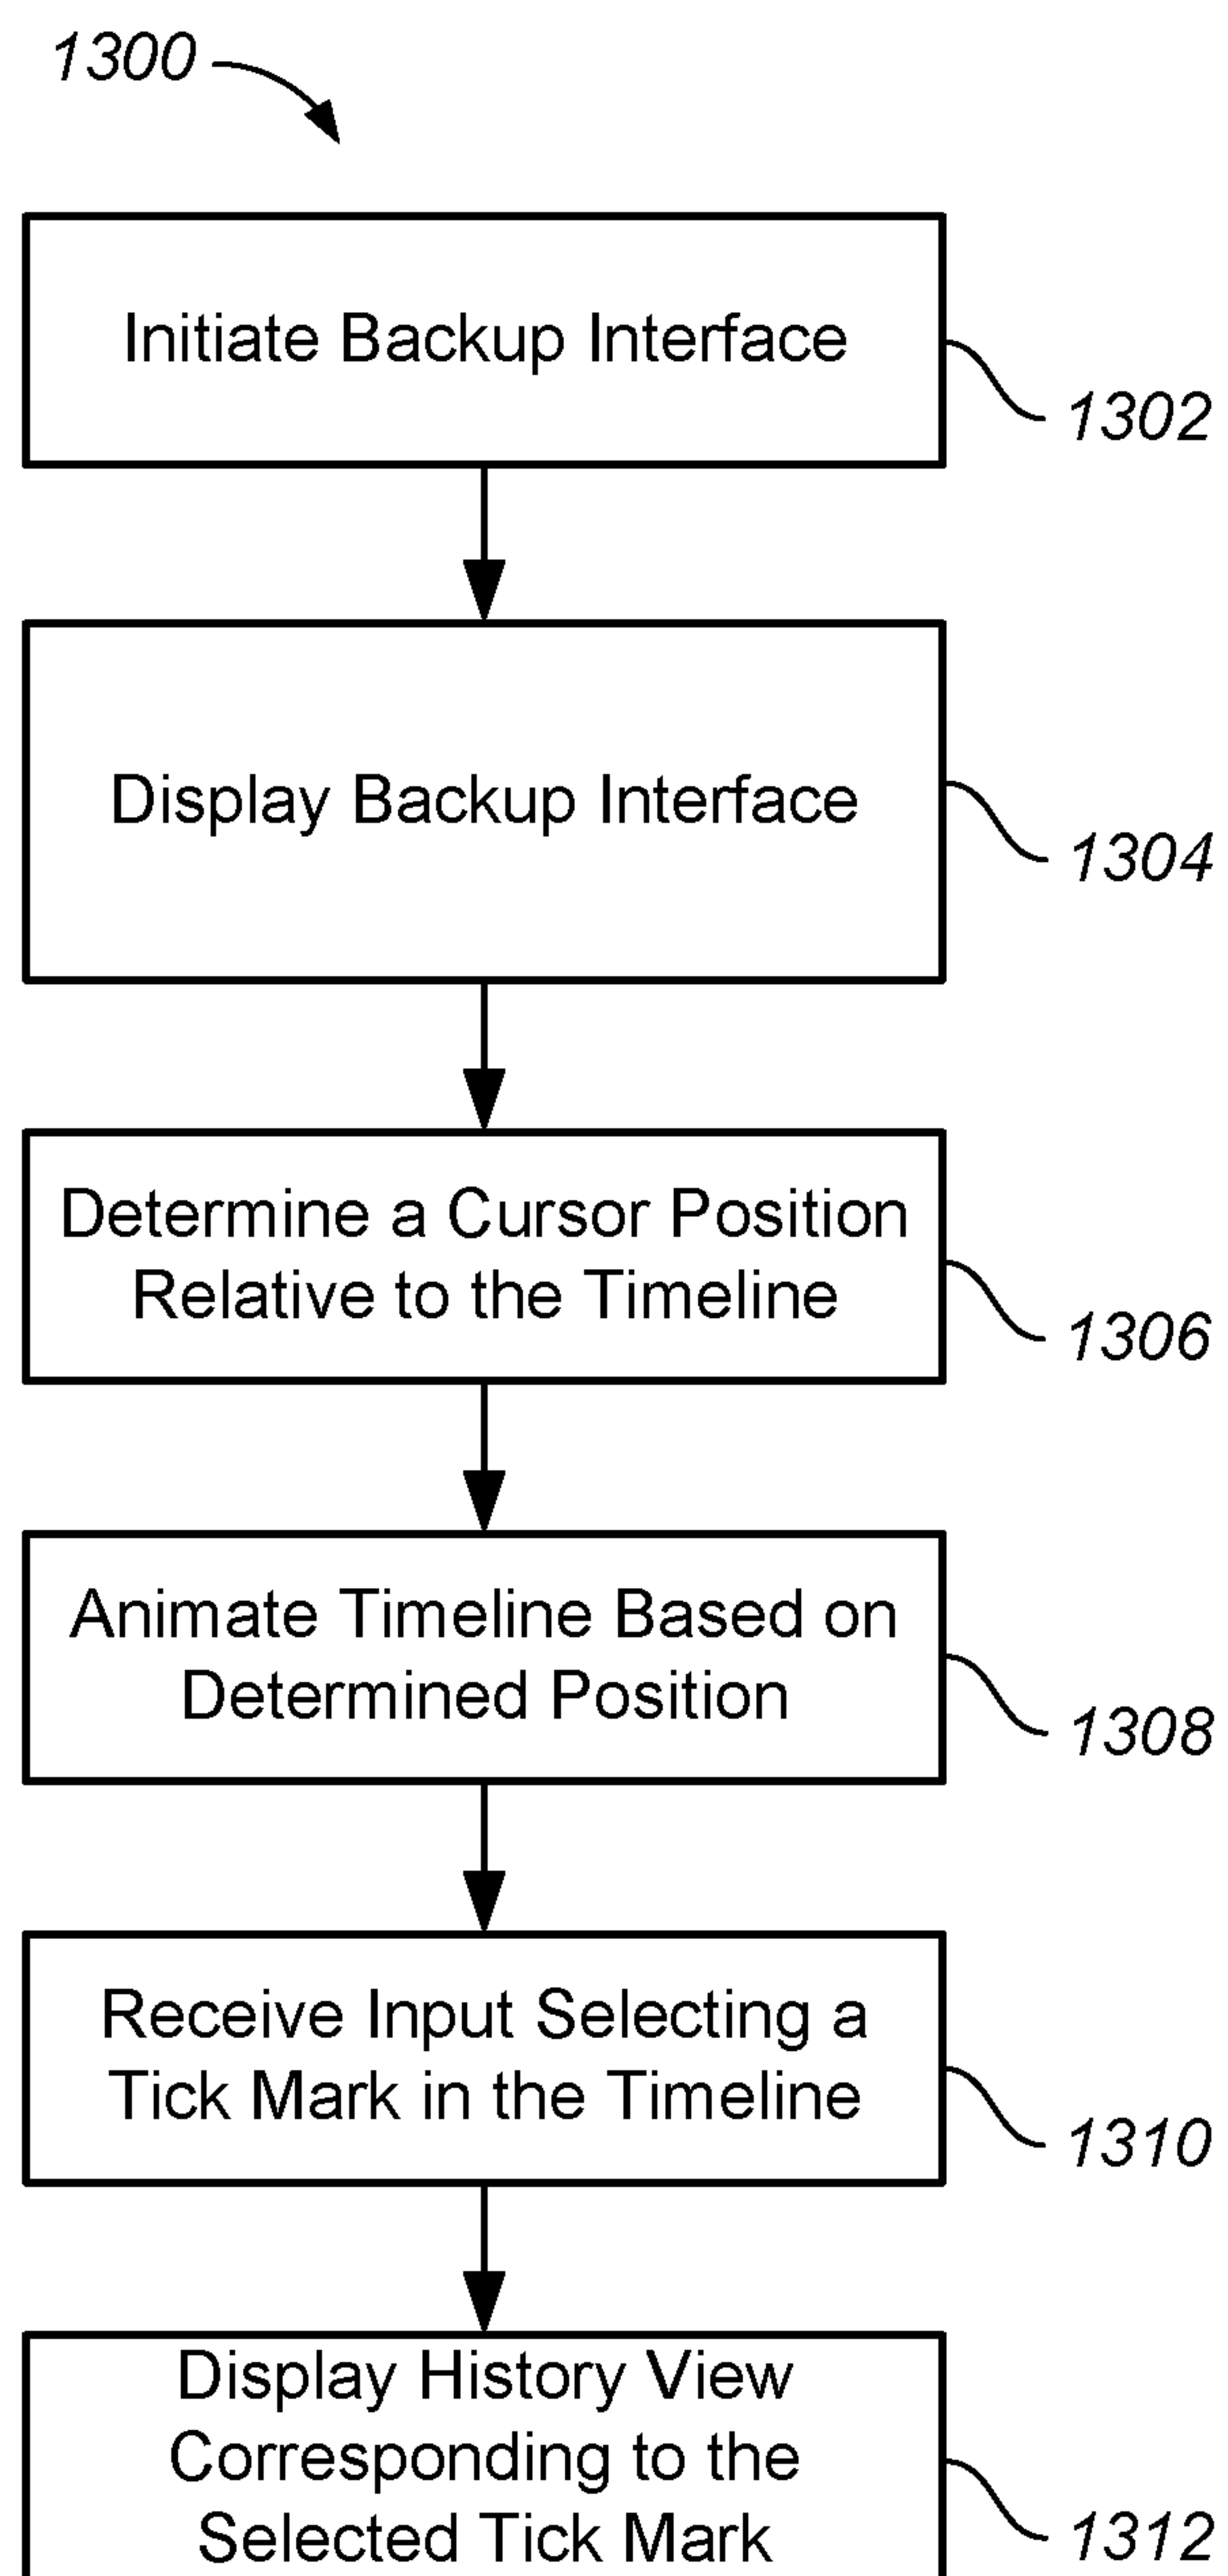 1300
Initiate Backup Interface
1302
Display Backup Interface
1304
Determine a Cursor Position
Relative to the Timeline
1306
Animate Timeline Based on
Determined Position
1308
Receive Input Selecting a
Tick Mark in the Timeline
1310
Display History View
Corresponding to the
Selected Tick Mark
1312